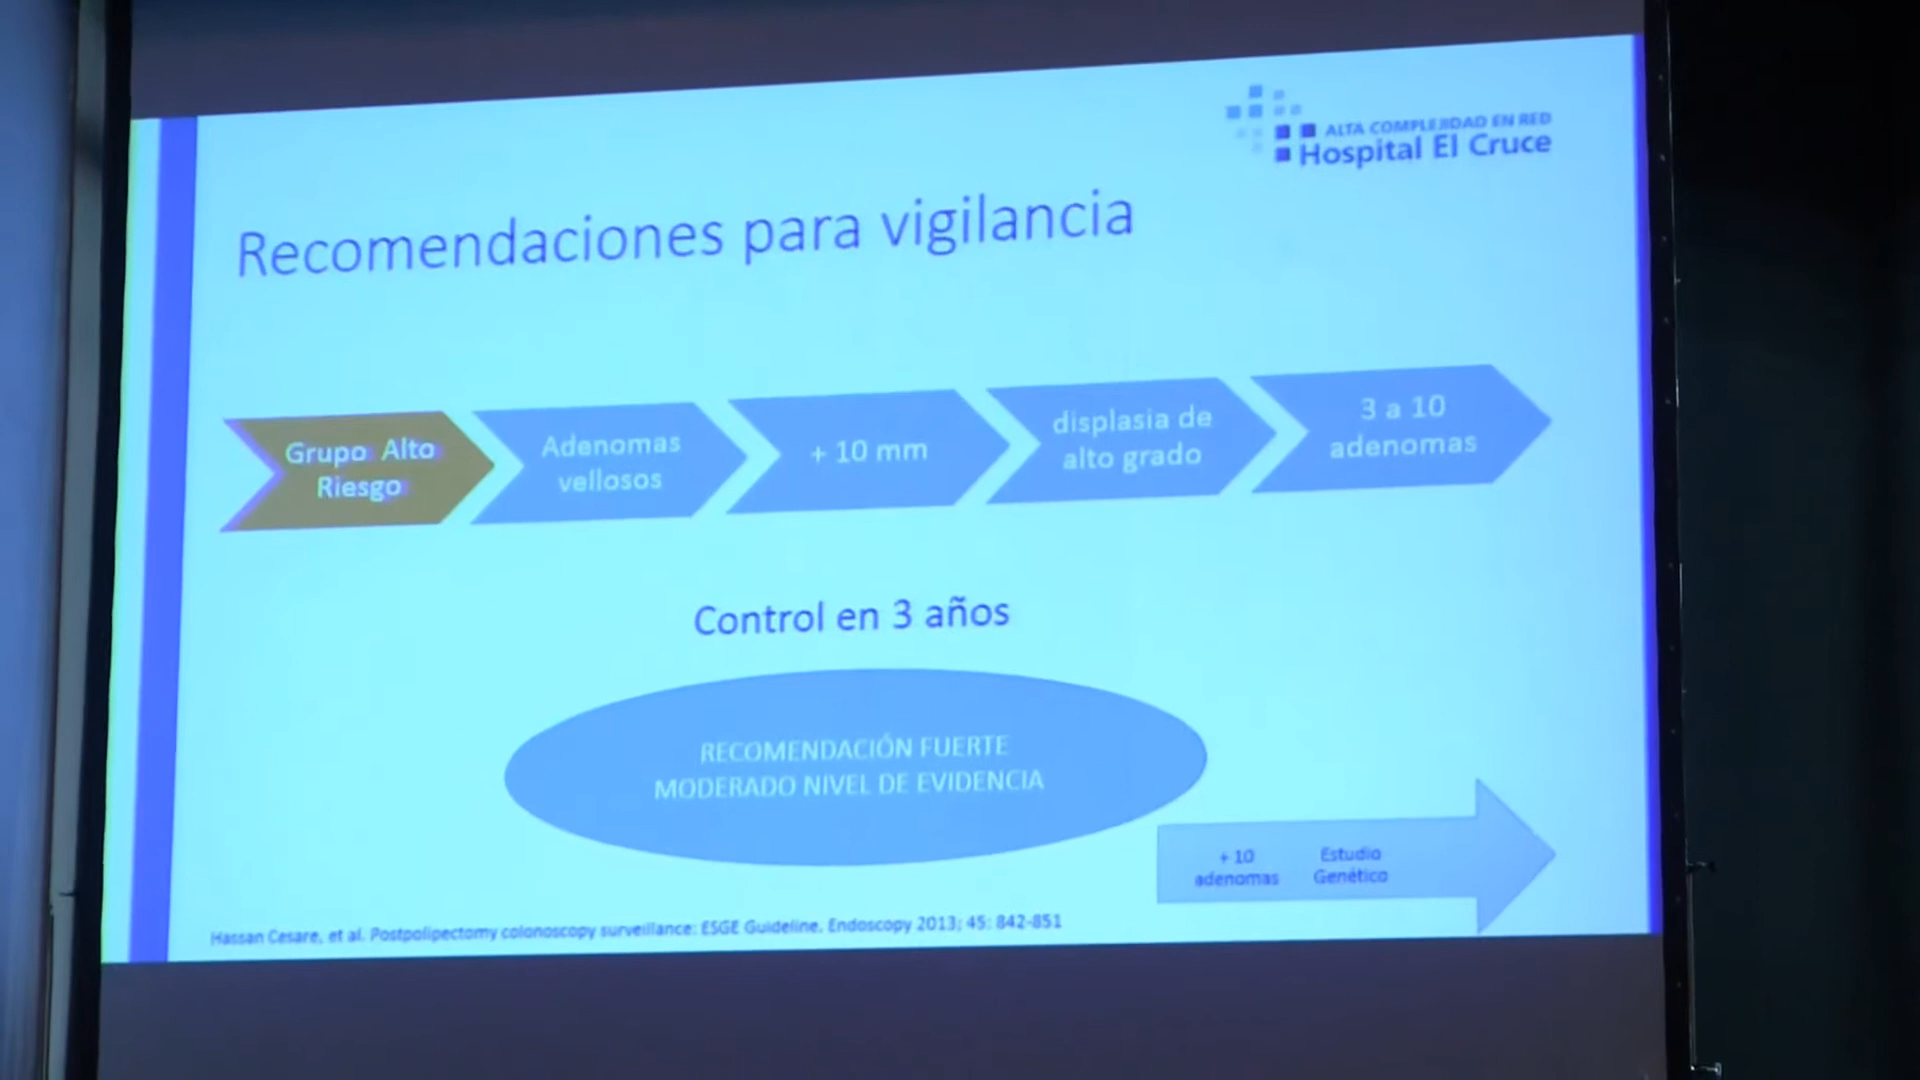 ALTA COMPLEJIDAD EN RED
Hospital El Cruce
Recomendaciones para vigilancia
Grupo Alto
Riesgo
Adenomas
vellosos
+ 10 mm
displasia de
alto grado
3 a 10
adenomas
Control en 3 años
RECOMENDACIÓN FUERTE
MODERADO NIVEL DE EVIDENCIA
+ 10
adenomas
Estudio
Genético
Hassan Cesare, et al. Postpolipectomy colonoscopy surveillance: ESGE Guideline. Endoscopy 2013; 45: 842-851